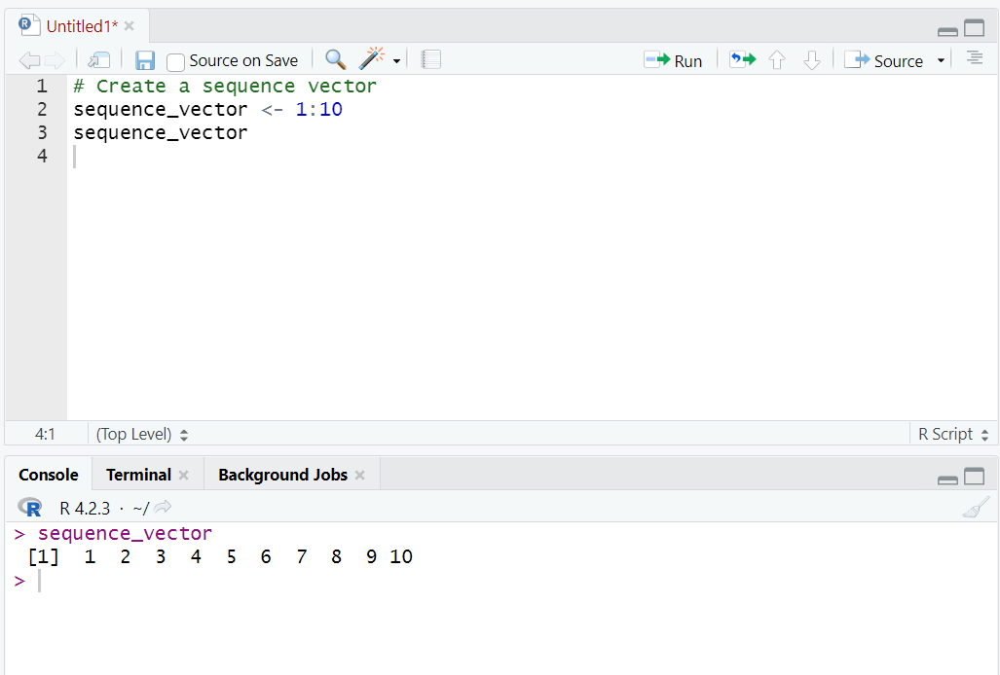 Untitled1*
Source on Save
Run
Source
1 # Create a sequence vector
2 sequence_vector <- 1:10
3 sequence_vector
4
4:1 (Top Level) R Script
Console Terminal Background Jobs
R R 4.2.3 · ~/
> sequence_vector
[1] 1 2 3 4 5 6 7 8 9 10
>